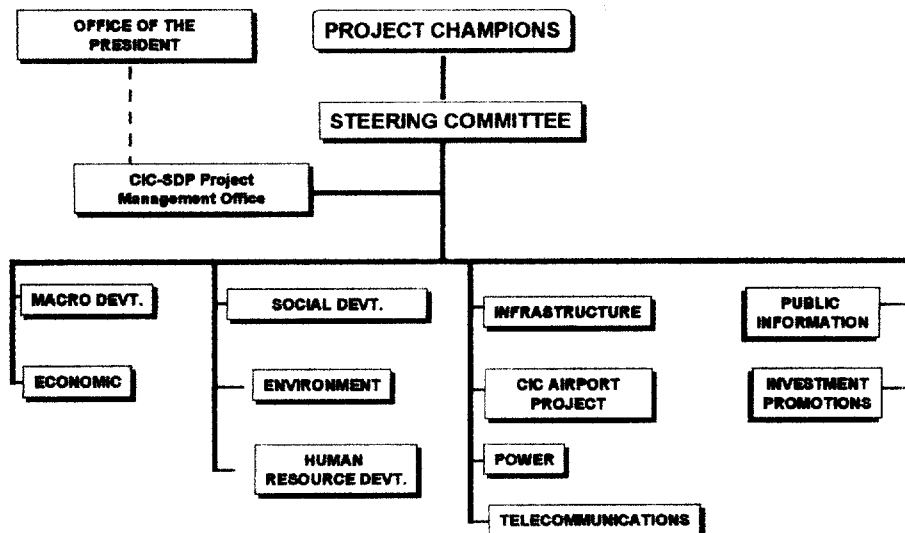 OFFICE OF THE
PRESIDENT
PROJECT CHAMPIONS
STEERING COMMITTEE
CIC-SDP Project
Management Office
MACRO DEVT.
ECONOMIC
SOCIAL DEVT.
ENVIRONMENT
HUMAN
RESOURCE DEVT.
INFRASTRUCTURE
CIC AIRPORT
PROJECT
POWER
TELECOMMUNICATIONS
PUBLIC
INFORMATION
INVESTMENT
PROMOTIONS